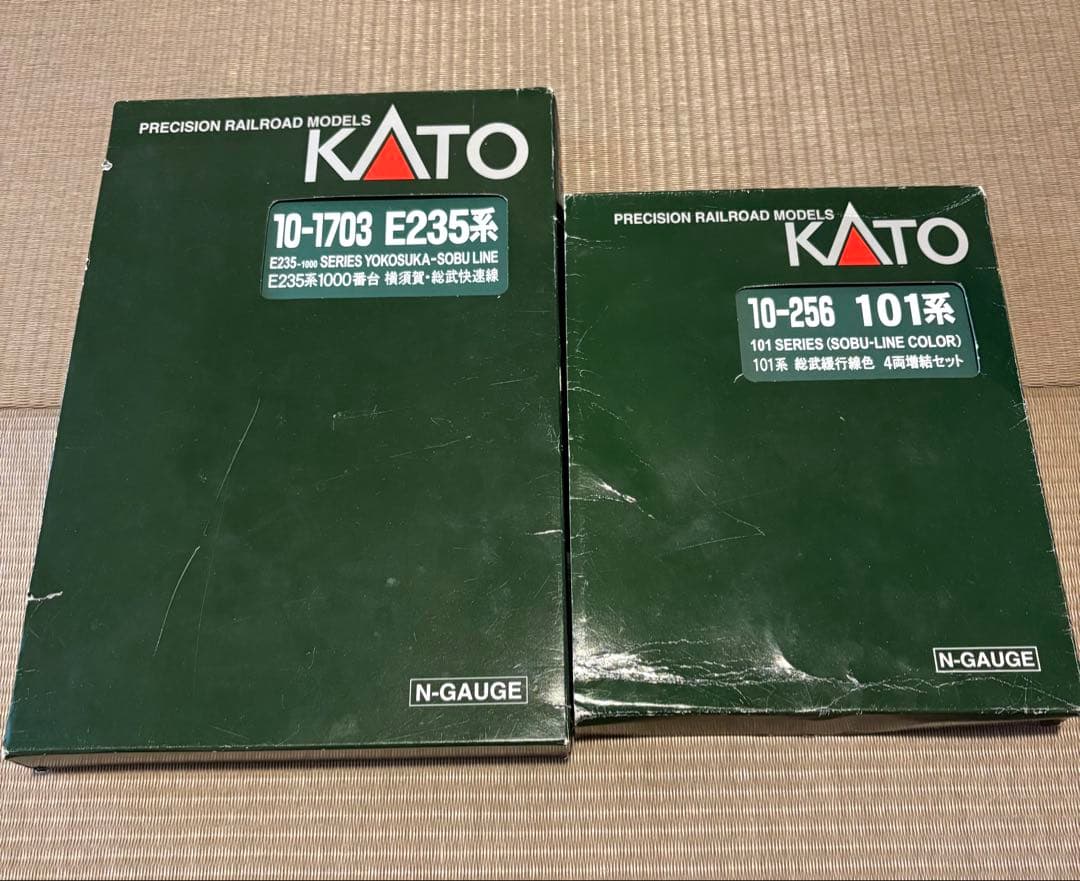 PRECISION RAILROAD MODELS
KATO
10-1703 E235系
E235-1000 SERIES YOKOSUKA-SOBU LINE
E235系1000番台 横須賀・総武快速線
N-GAUGE
PRECISION RAILROAD MODELS
KATO
10-256 101系
101 SERIES (SOBU-LINE COLOR)
101系 総武緩行線色 4両増結セット
N-GAUGE